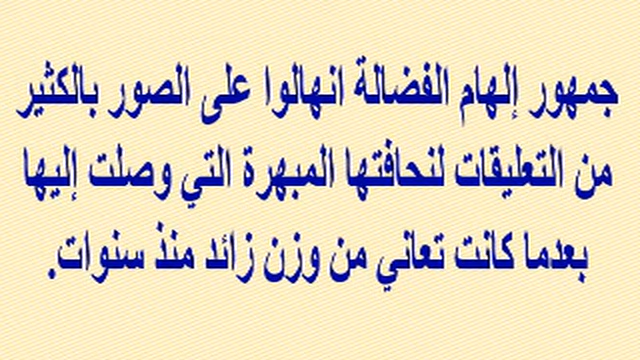 جمهور إلهام الفضالة انهالوا على الصور بالكثير
من التعليقات لنحافتها المبهرة التي وصلت إليها
بعدما كانت تعاني من وزن زائد منذ سنوات.